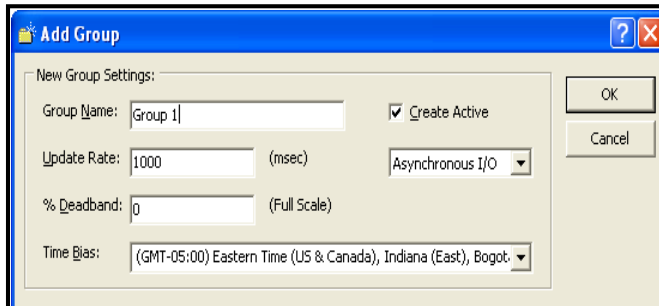 Add Group
New Group Settings:
Group Name: Group 1 Create Active
Update Rate: 1000 (msec) Asynchronous I/O
% Deadband: 0 (Full Scale)
Time Bias: (GMT-05:00) Eastern Time (US & Canada), Indiana (East), Bogot
OK
Cancel